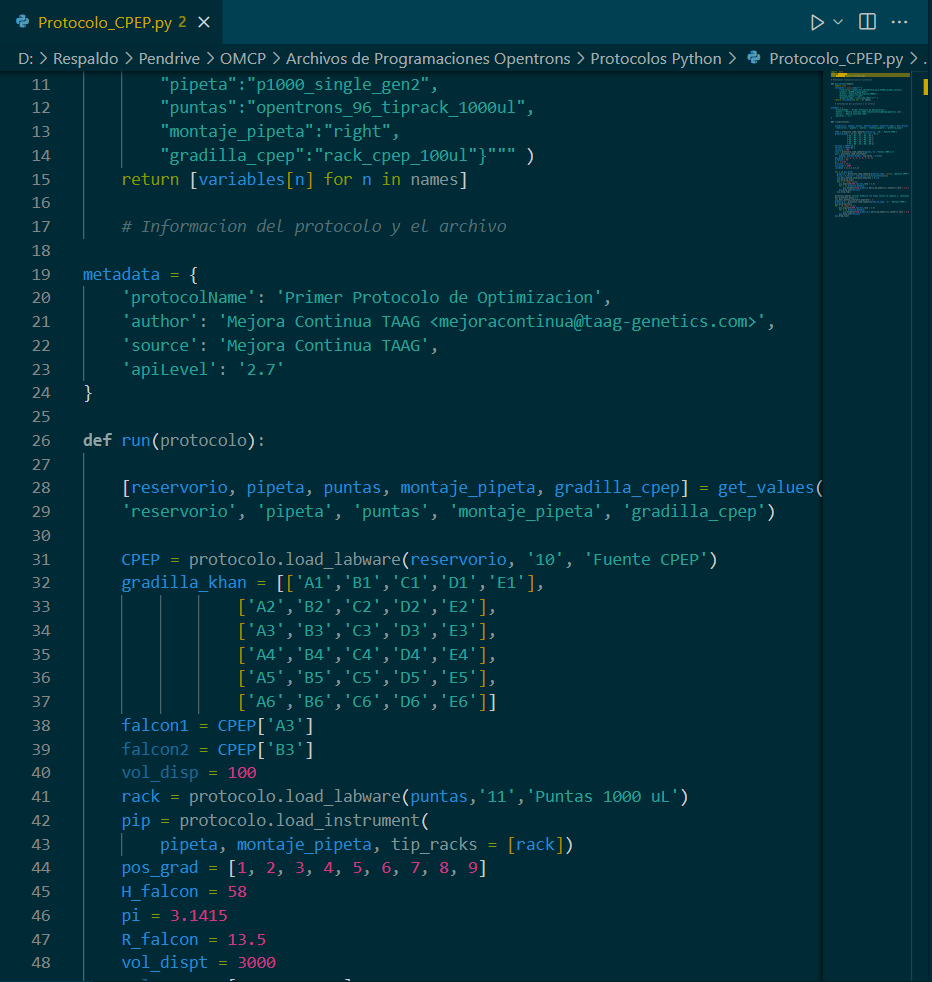 Protocolo_CPEP.py 2
D: > Respaldo > Pendrive > OMCP > Archivos de Programaciones Opentrons > Protocolos Python > Protocolo_CPEP.py > .
11 "pipeta":"p1000_single_gen2",
12 "puntas":"opentrons_96_tiprack_1000ul",
13 "montaje_pipeta":"right",
14 "gradilla_cpep":"rack_cpep_100ul"}""" )
15 return [variables[n] for n in names]
16
17 # Informacion del protocolo y el archivo
18
19 metadata = {
20 'protocolName': 'Primer Protocolo de Optimizacion',
21 'author': 'Mejora Continua TAAG <mejoracontinua@taag-genetics.com>',
22 'source': 'Mejora Continua TAAG',
23 'apiLevel': '2.7'
24 }
25
26 def run(protocolo):
27
28 [reservorio, pipeta, puntas, montaje_pipeta, gradilla_cpep] = get_values(
29 'reservorio', 'pipeta', 'puntas', 'montaje_pipeta', 'gradilla_cpep')
30
31 CPEP = protocolo.load_labware(reservorio, '10', 'Fuente CPEP')
32 gradilla_khan = [['A1','B1','C1','D1','E1'],
33 ['A2','B2','C2','D2','E2'],
34 ['A3','B3','C3','D3','E3'],
35 ['A4','B4','C4','D4','E4'],
36 ['A5','B5','C5','D5','E5'],
37 ['A6','B6','C6','D6','E6']]
38 falcon1 = CPEP['A3']
39 falcon2 = CPEP['B3']
40 vol_disp = 100
41 rack = protocolo.load_labware(puntas,'11','Puntas 1000 uL')
42 pip = protocolo.load_instrument(
43 pipeta, montaje_pipeta, tip_racks = [rack])
44 pos_grad = [1, 2, 3, 4, 5, 6, 7, 8, 9]
45 H_falcon = 58
46 pi = 3.1415
47 R_falcon = 13.5
48 vol_dispt = 3000